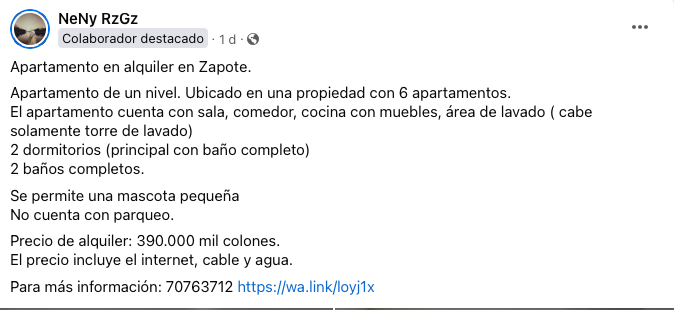 NeNy RzGz
Colaborador destacado · 1 d ·
Apartamento en alquiler en Zapote.
Apartamento de un nivel. Ubicado en una propiedad con 6 apartamentos.
El apartamento cuenta con sala, comedor, cocina con muebles, área de lavado ( cabe
solamente torre de lavado)
2 dormitorios (principal con baño completo)
2 baños completos.
Se permite una mascota pequeña
No cuenta con parqueo.
Precio de alquiler: 390.000 mil colones.
El precio incluye el internet, cable y agua.
Para más información: 70763712 https://wa.link/loyj1x